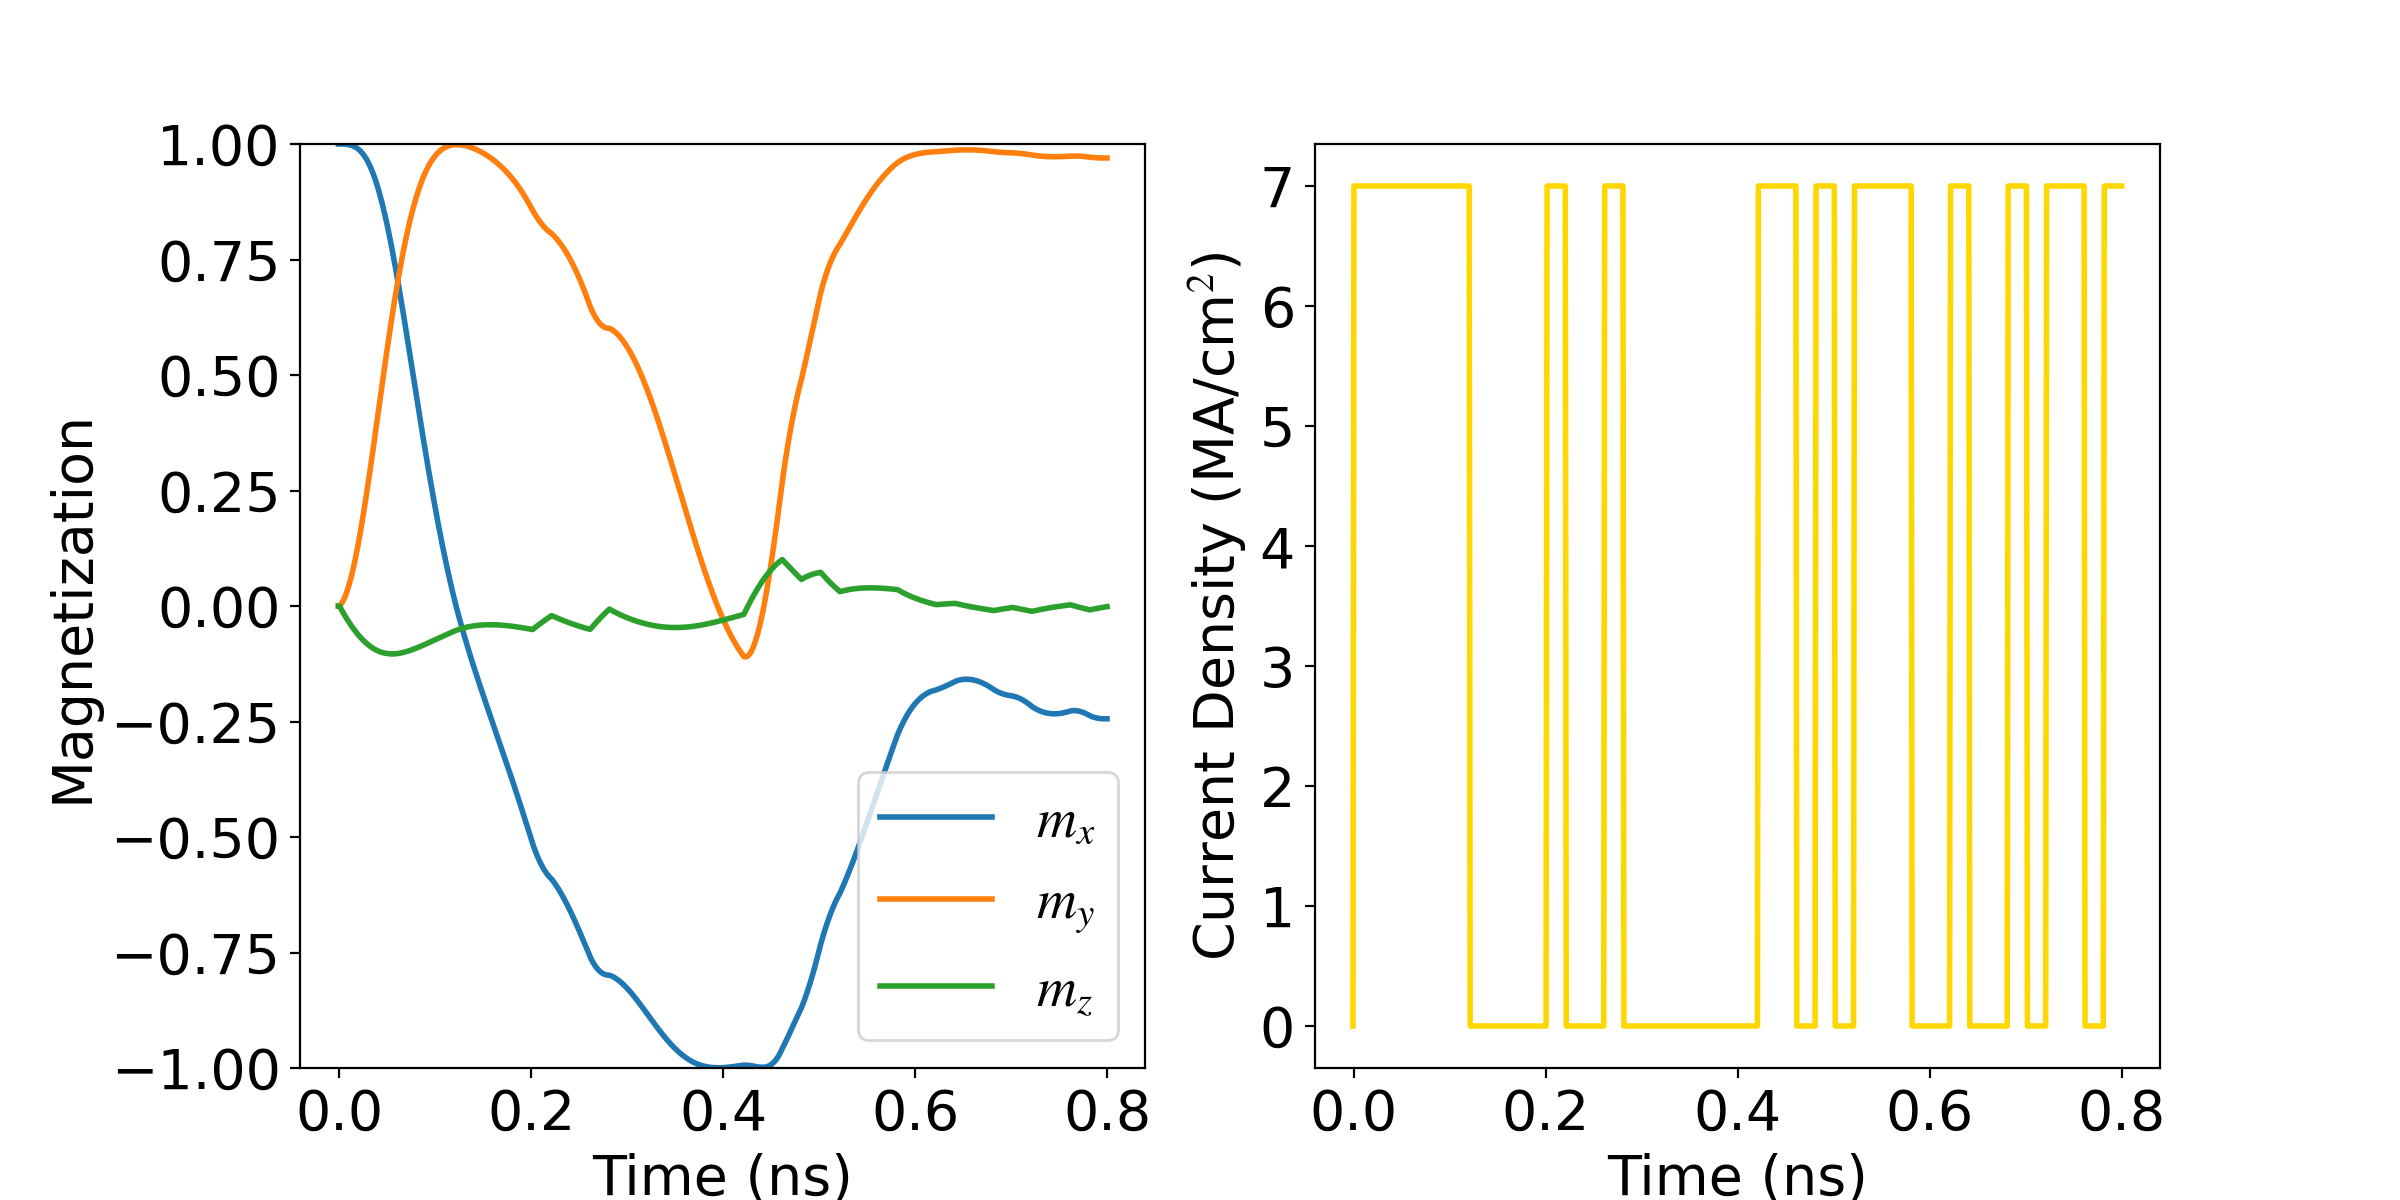 Magnetization
1.00
0.75
0.50
0.25
0.00
−0.25
−0.50
−0.75
−1.00
0.0 0.2 0.4 0.6 0.8
Time (ns)
m_x
m_y
m_z
Current Density (MA/cm²)
7
6
5
4
3
2
1
0
0.0 0.2 0.4 0.6 0.8
Time (ns)